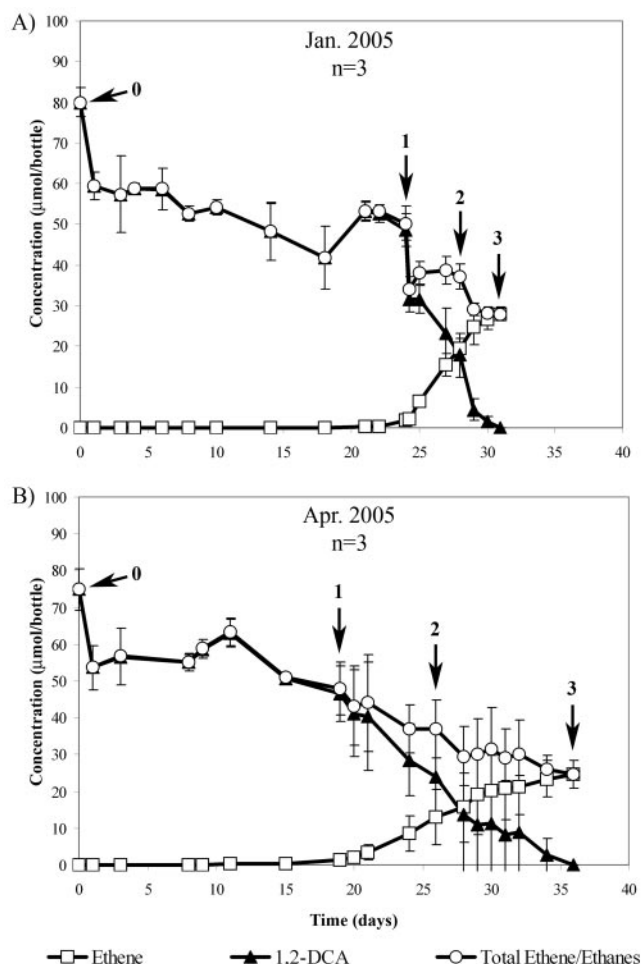 A)
Jan. 2005
n=3
Concentration (µmol/bottle)
100
90
80
70
60
50
40
30
20
10
0
0
1
2
3
0 5 10 15 20 25 30 35 40
B)
Apr. 2005
n=3
Concentration (µmol/bottle)
100
90
80
70
60
50
40
30
20
10
0
0
1
2
3
0 5 10 15 20 25 30 35 40
Time (days)
Ethene 1,2-DCA Total Ethene/Ethanes